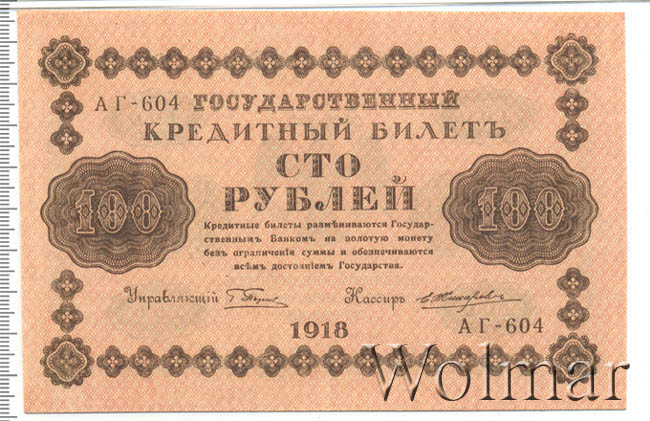 АГ-604 ГОСУДАРСТВЕННЫЙ
КРЕДИТНЫЙ БИЛЕТЪ
СТО
РУБЛЕЙ
100
100
Кредитные билеты размѣниваются Государ-
ственнымъ Банкомъ на золотую монету
безъ ограниченія суммы и обезпечиваются
всѣмъ достояніемъ Государства.
Управляющій
Кассиръ
1918
АГ-604
Wolmar